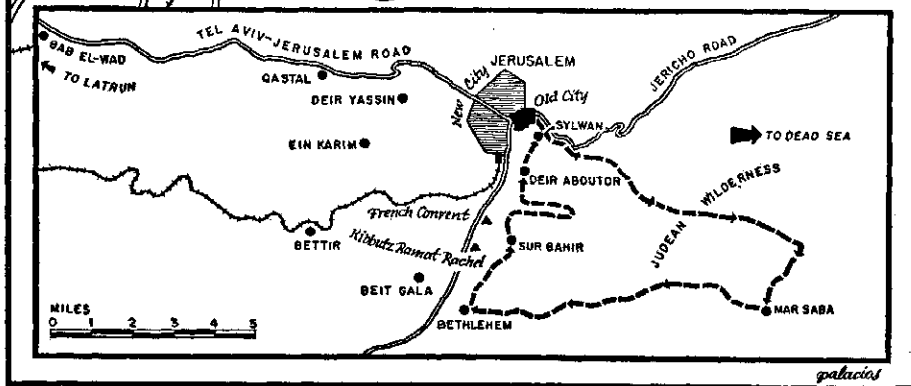 TEL AVIV-JERUSALEM ROAD
BAB EL-WAD
TO LATRUN
QASTAL
DEIR YASSIN
EIN KARIM
New City
JERUSALEM
Old City
JERICHO ROAD
SYLWAN
TO DEAD SEA
DEIR ABOUTOR
JUDEAN WILDERNESS
French Convent
BETTIR
Kibbutz Ramat Rachel
SUR BAHIR
BEIT GALA
BETHLEHEM
MAR SABA
MILES
0 1 2 3 4 5
palacios